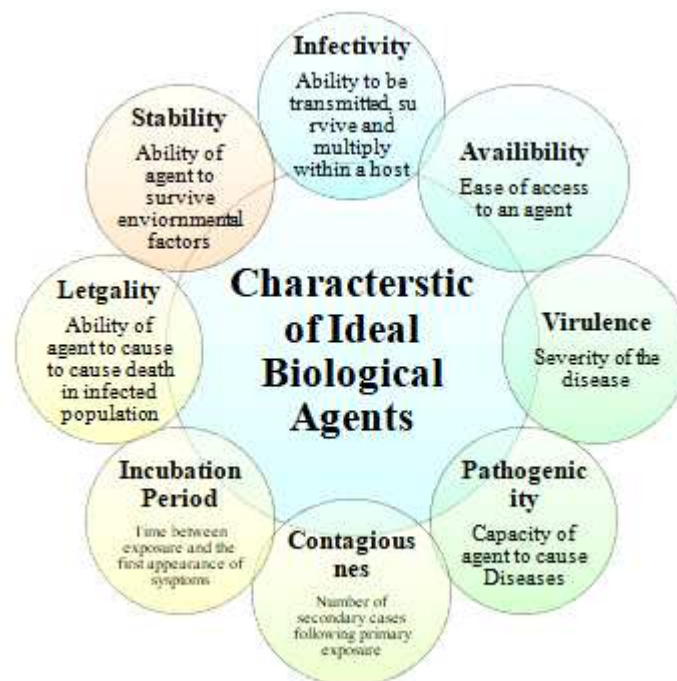 Infectivity
Ability to be
transmitted, su
rvive and
multiply
within a host
Availibility
Ease of access
to an agent
Virulence
Severity of the
disease
Pathogenic
ity
Capacity of
agent to cause
Diseases
Contagious
nes
Number of
secondary cases
following primary
exposure
Incubation
Period
Time between
exposure and the
first appearance of
sysptoms
Letgality
Ability of
agent to cause
to cause death
in infected
population
Stability
Ability of
agent to
survive
enviornmental
factors
Characterstic
of Ideal
Biological
Agents